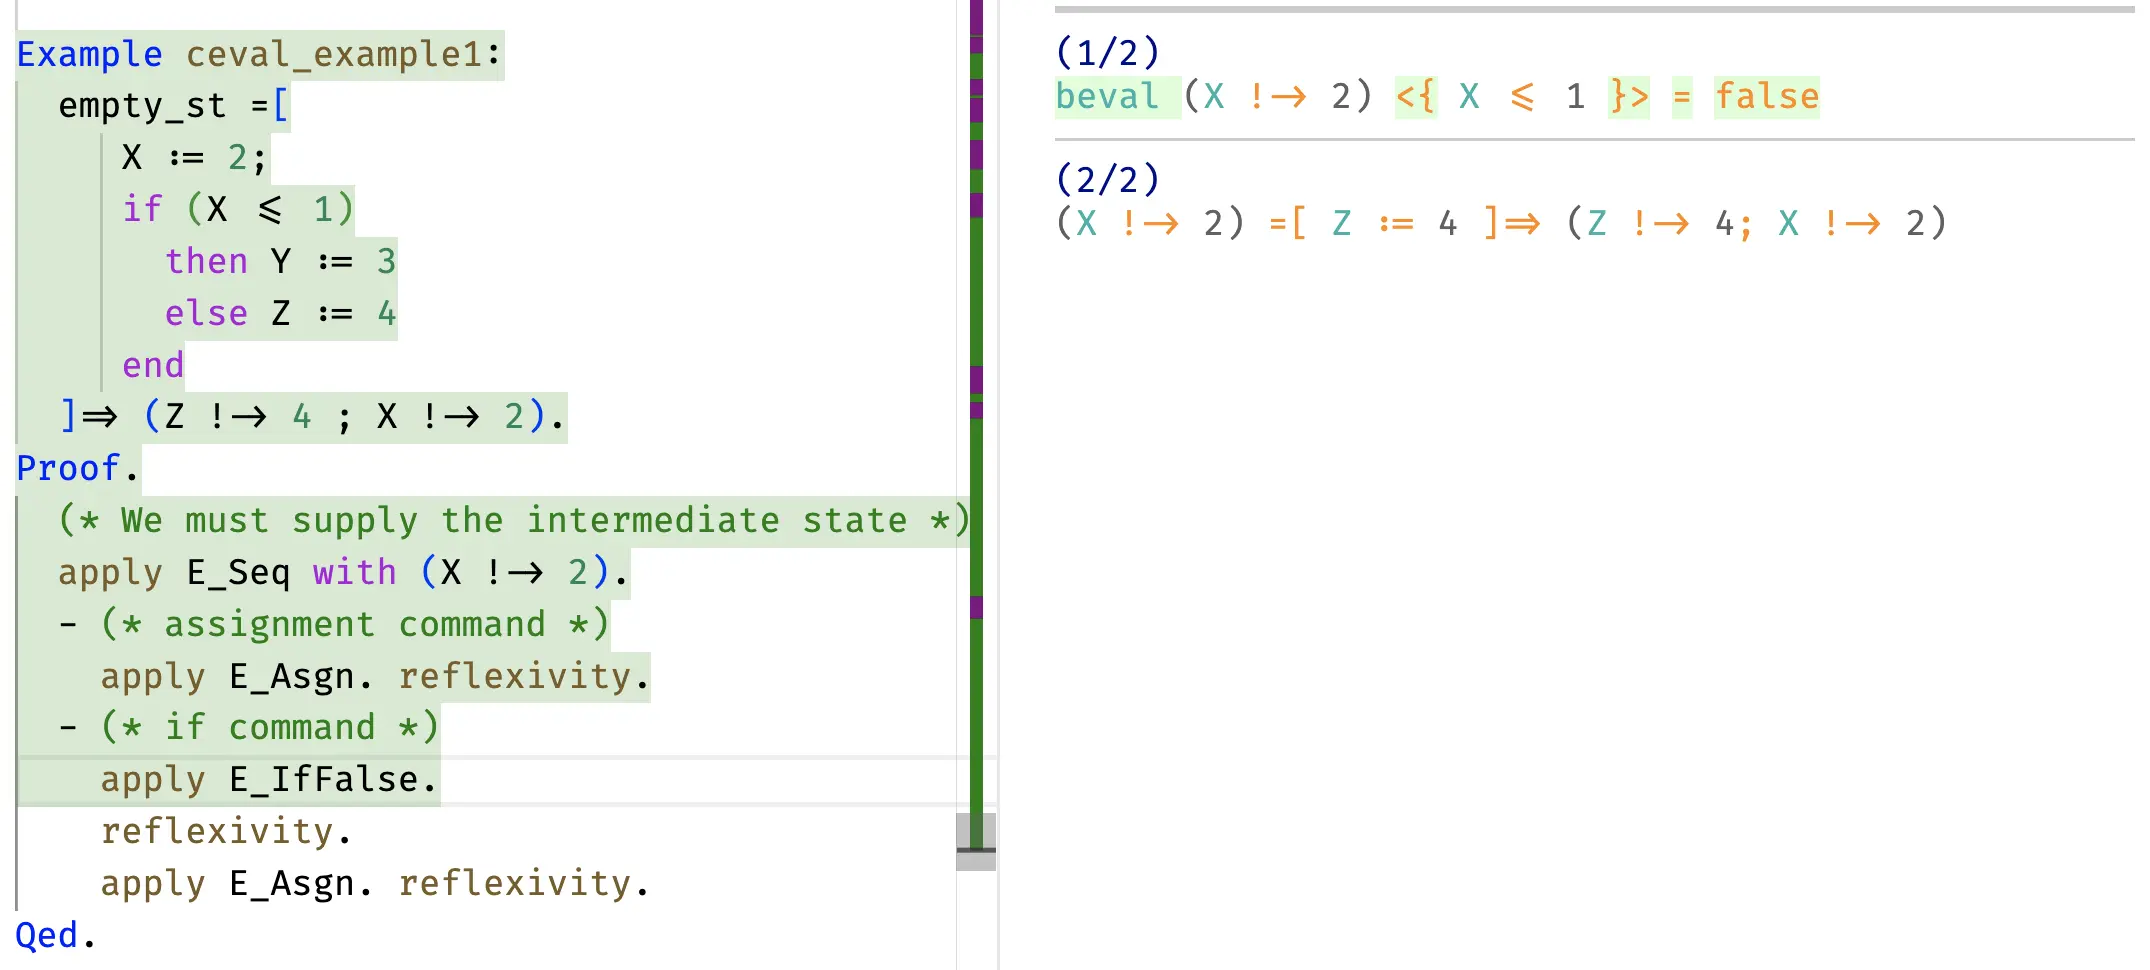 Example ceval_example1:
  empty_st =[
     X := 2;
     if (X <= 1)
       then Y := 3
       else Z := 4
     end
  ]=> (Z !-> 4 ; X !-> 2).
Proof.
  (* We must supply the intermediate state *)
  apply E_Seq with (X !-> 2).
  - (* assignment command *)
    apply E_Asgn. reflexivity.
  - (* if command *)
    apply E_IfFalse.
    reflexivity.
    apply E_Asgn. reflexivity.
Qed.
(1/2)
beval (X !-> 2) <{ X <= 1 }> = false
(2/2)
(X !-> 2) =[ Z := 4 ]=> (Z !-> 4; X !-> 2)